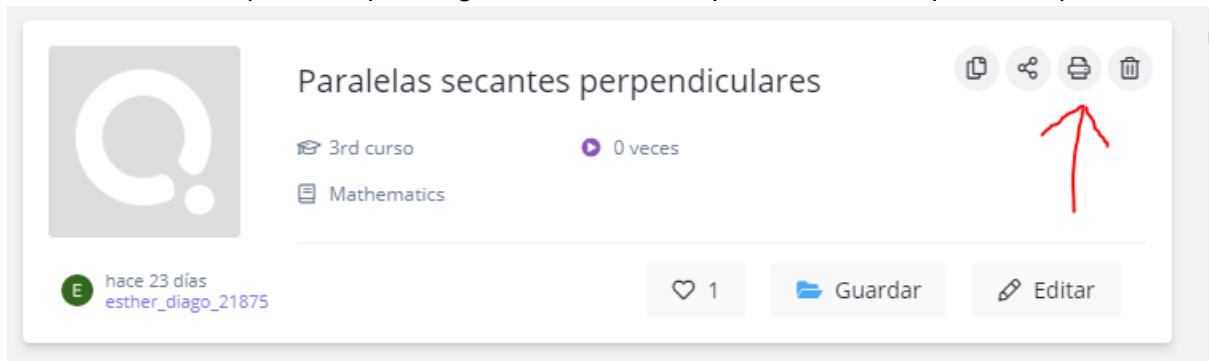 Paralelas secantes perpendiculares
3rd curso
0 veces
Mathematics
E
hace 23 días
esther_diago_21875
1
Guardar
Editar